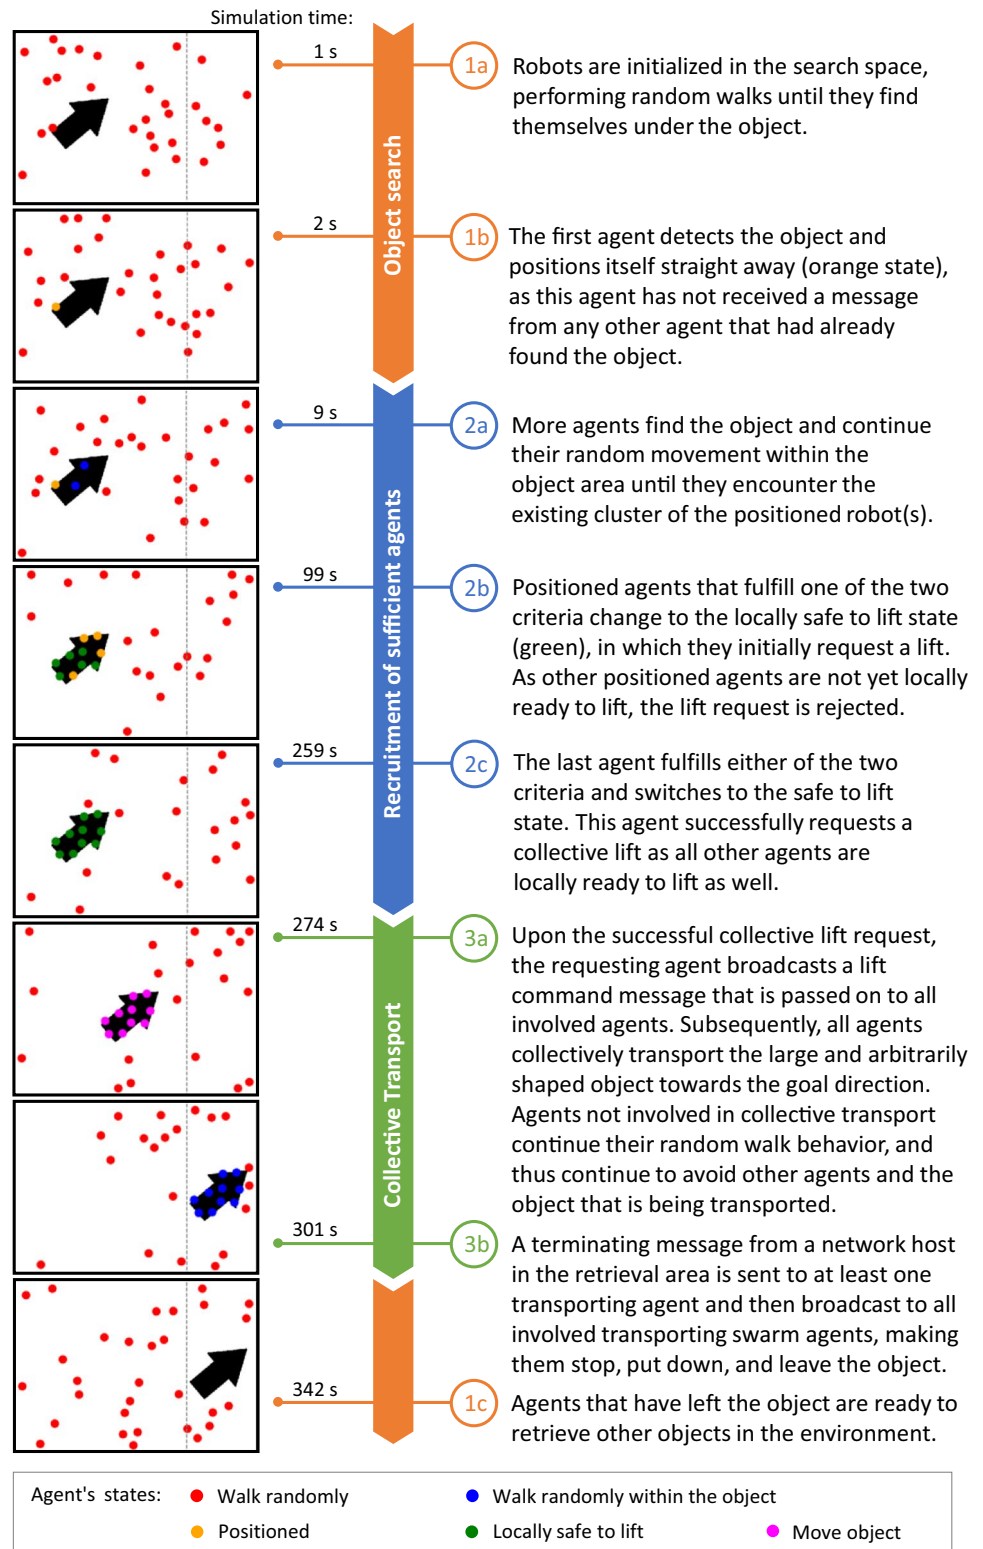 Simulation time:
1 s
1a
Robots are initialized in the search space,
performing random walks until they find
themselves under the object.
Object search
2 s
1b
The first agent detects the object and
positions itself straight away (orange state),
as this agent has not received a message
from any other agent that had already
found the object.
9 s
2a
More agents find the object and continue
their random movement within the
object area until they encounter the
existing cluster of the positioned robot(s).
Recruitment of sufficient agents
99 s
2b
Positioned agents that fulfill one of the two
criteria change to the locally safe to lift state
(green), in which they initially request a lift.
As other positioned agents are not yet locally
ready to lift, the lift request is rejected.
259 s
2c
The last agent fulfills either of the two
criteria and switches to the safe to lift
state. This agent successfully requests a
collective lift as all other agents are
locally ready to lift as well.
274 s
3a
Upon the successful collective lift request,
the requesting agent broadcasts a lift
command message that is passed on to all
involved agents. Subsequently, all agents
collectively transport the large and arbitrarily
shaped object towards the goal direction.
Agents not involved in collective transport
continue their random walk behavior, and
thus continue to avoid other agents and the
object that is being transported.
Collective Transport
301 s
3b
A terminating message from a network host
in the retrieval area is sent to at least one
transporting agent and then broadcast to all
involved transporting swarm agents, making
them stop, put down, and leave the object.
342 s
1c
Agents that have left the object are ready to
retrieve other objects in the environment.
Agent's states:
Walk randomly
Walk randomly within the object
Positioned
Locally safe to lift
Move object